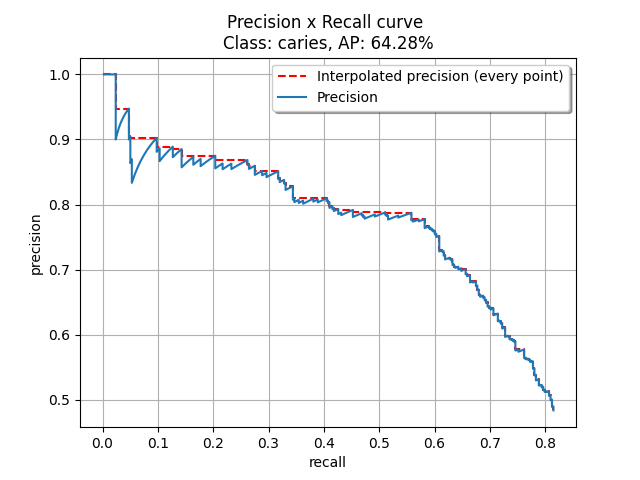 Precision x Recall curve
Class: caries, AP: 64.28%
Interpolated precision (every point)
Precision
1.0
0.9
0.8
0.7
0.6
0.5
precision
0.0 0.1 0.2 0.3 0.4 0.5 0.6 0.7 0.8
recall